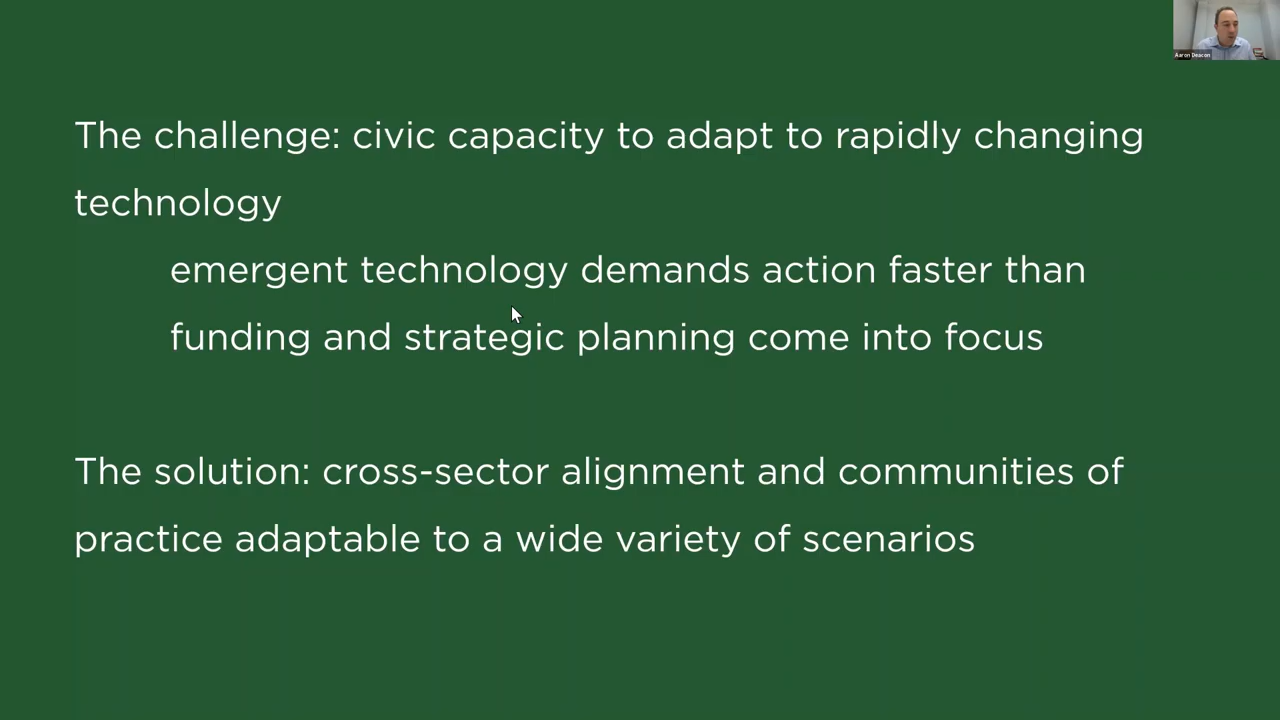 Aaron Deacon
The challenge: civic capacity to adapt to rapidly changing
technology
emergent technology demands action faster than
funding and strategic planning come into focus
The solution: cross-sector alignment and communities of
practice adaptable to a wide variety of scenarios